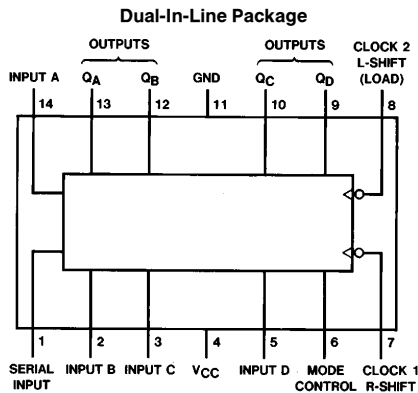 Dual-In-Line Package
OUTPUTS OUTPUTS CLOCK 2
L-SHIFT
(LOAD)
INPUT A QA QB GND QC QD
14 13 12 11 10 9 8
1 2 3 4 5 6 7
SERIAL INPUT B INPUT C VCC INPUT D MODE CLOCK 1
INPUT CONTROL R-SHIFT